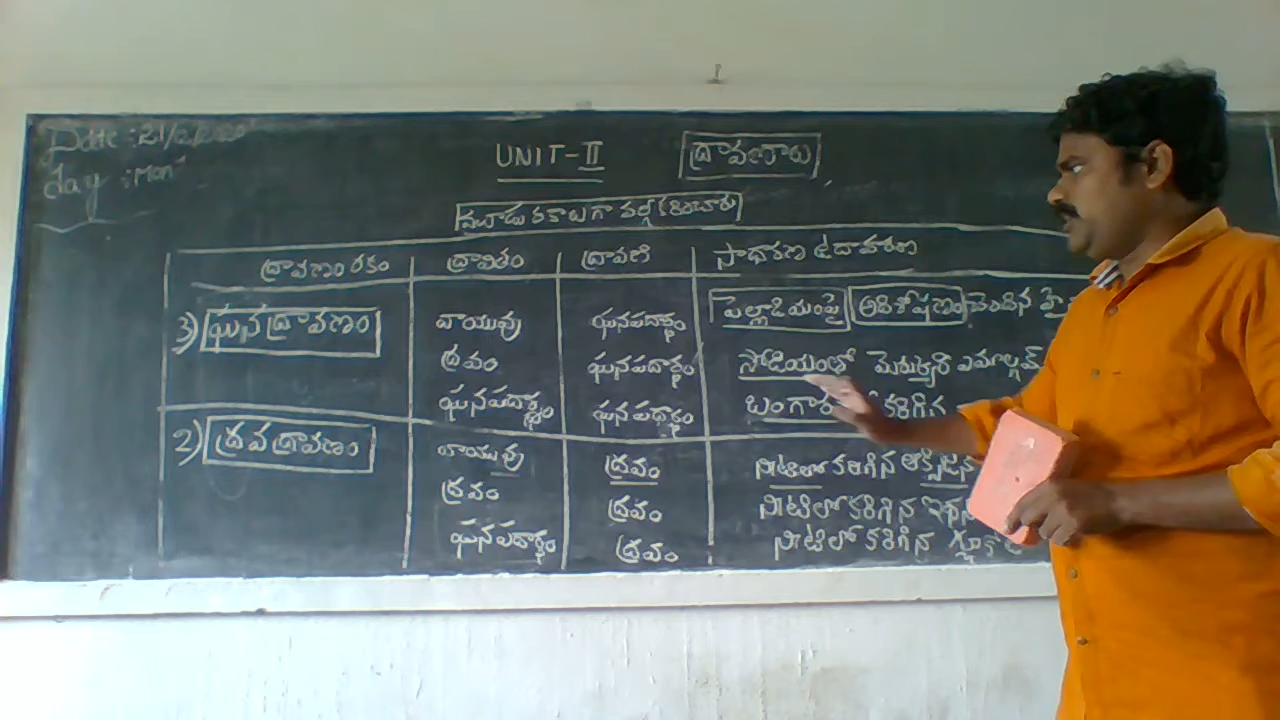 Date : 21/2/2020
day : Mon
UNIT-II ద్రావణాలు
మూడు రకాలుగా వర్గీకరించారు
ద్రావణం రకం ద్రావితం ద్రావణి సాధారణ ఉదాహరణ
3) ఘన ద్రావణం వాయువు ఘనపదార్థం పెల్లాడియంపై అధిశోషణం చెందిన హై
ద్రవం ఘనపదార్థం సోడియంతో మెర్క్యురీ ఎమాల్గమ్
ఘనపదార్థం ఘనపదార్థం బంగారం కరిగిన
2) ద్రవ ద్రావణం వాయువు ద్రవం నీటిలో కరిగిన ఆక్సిజన్
ద్రవం ద్రవం నీటిలో కరిగిన ఇథన
ఘనపదార్థం ద్రవం నీటిలో కరిగిన గ్లూకోజ్